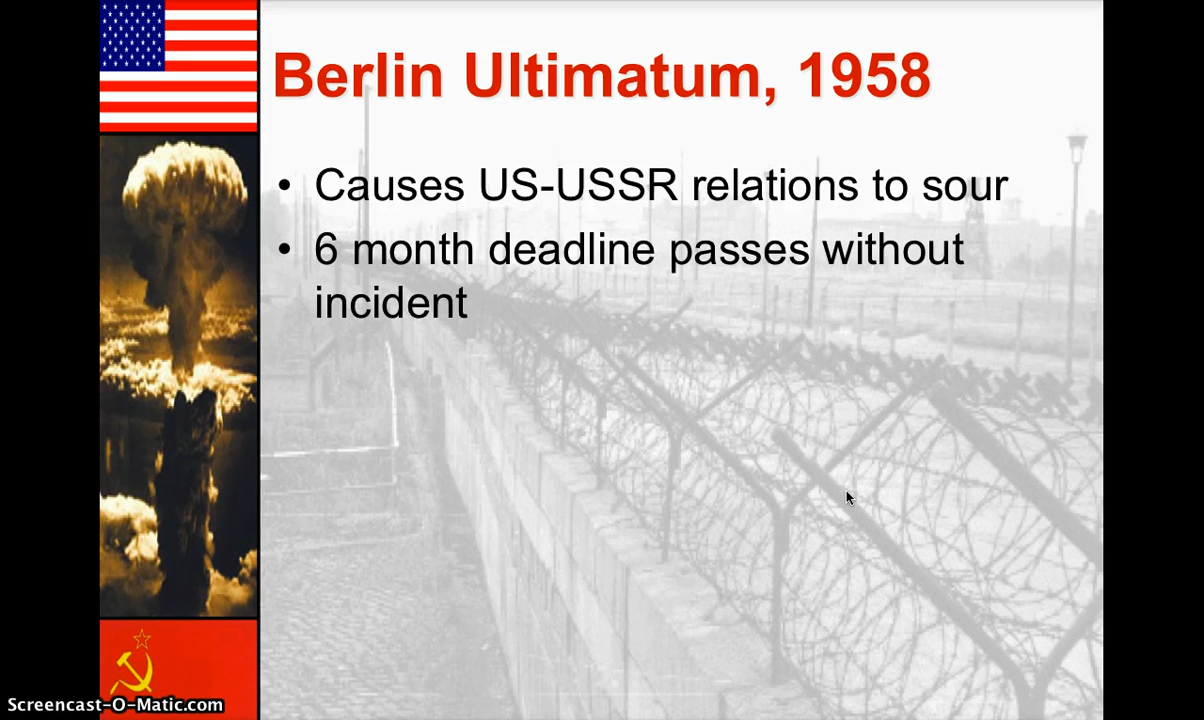 Berlin Ultimatum, 1958
• Causes US-USSR relations to sour
• 6 month deadline passes without
incident
Screencast-O-Matic.com